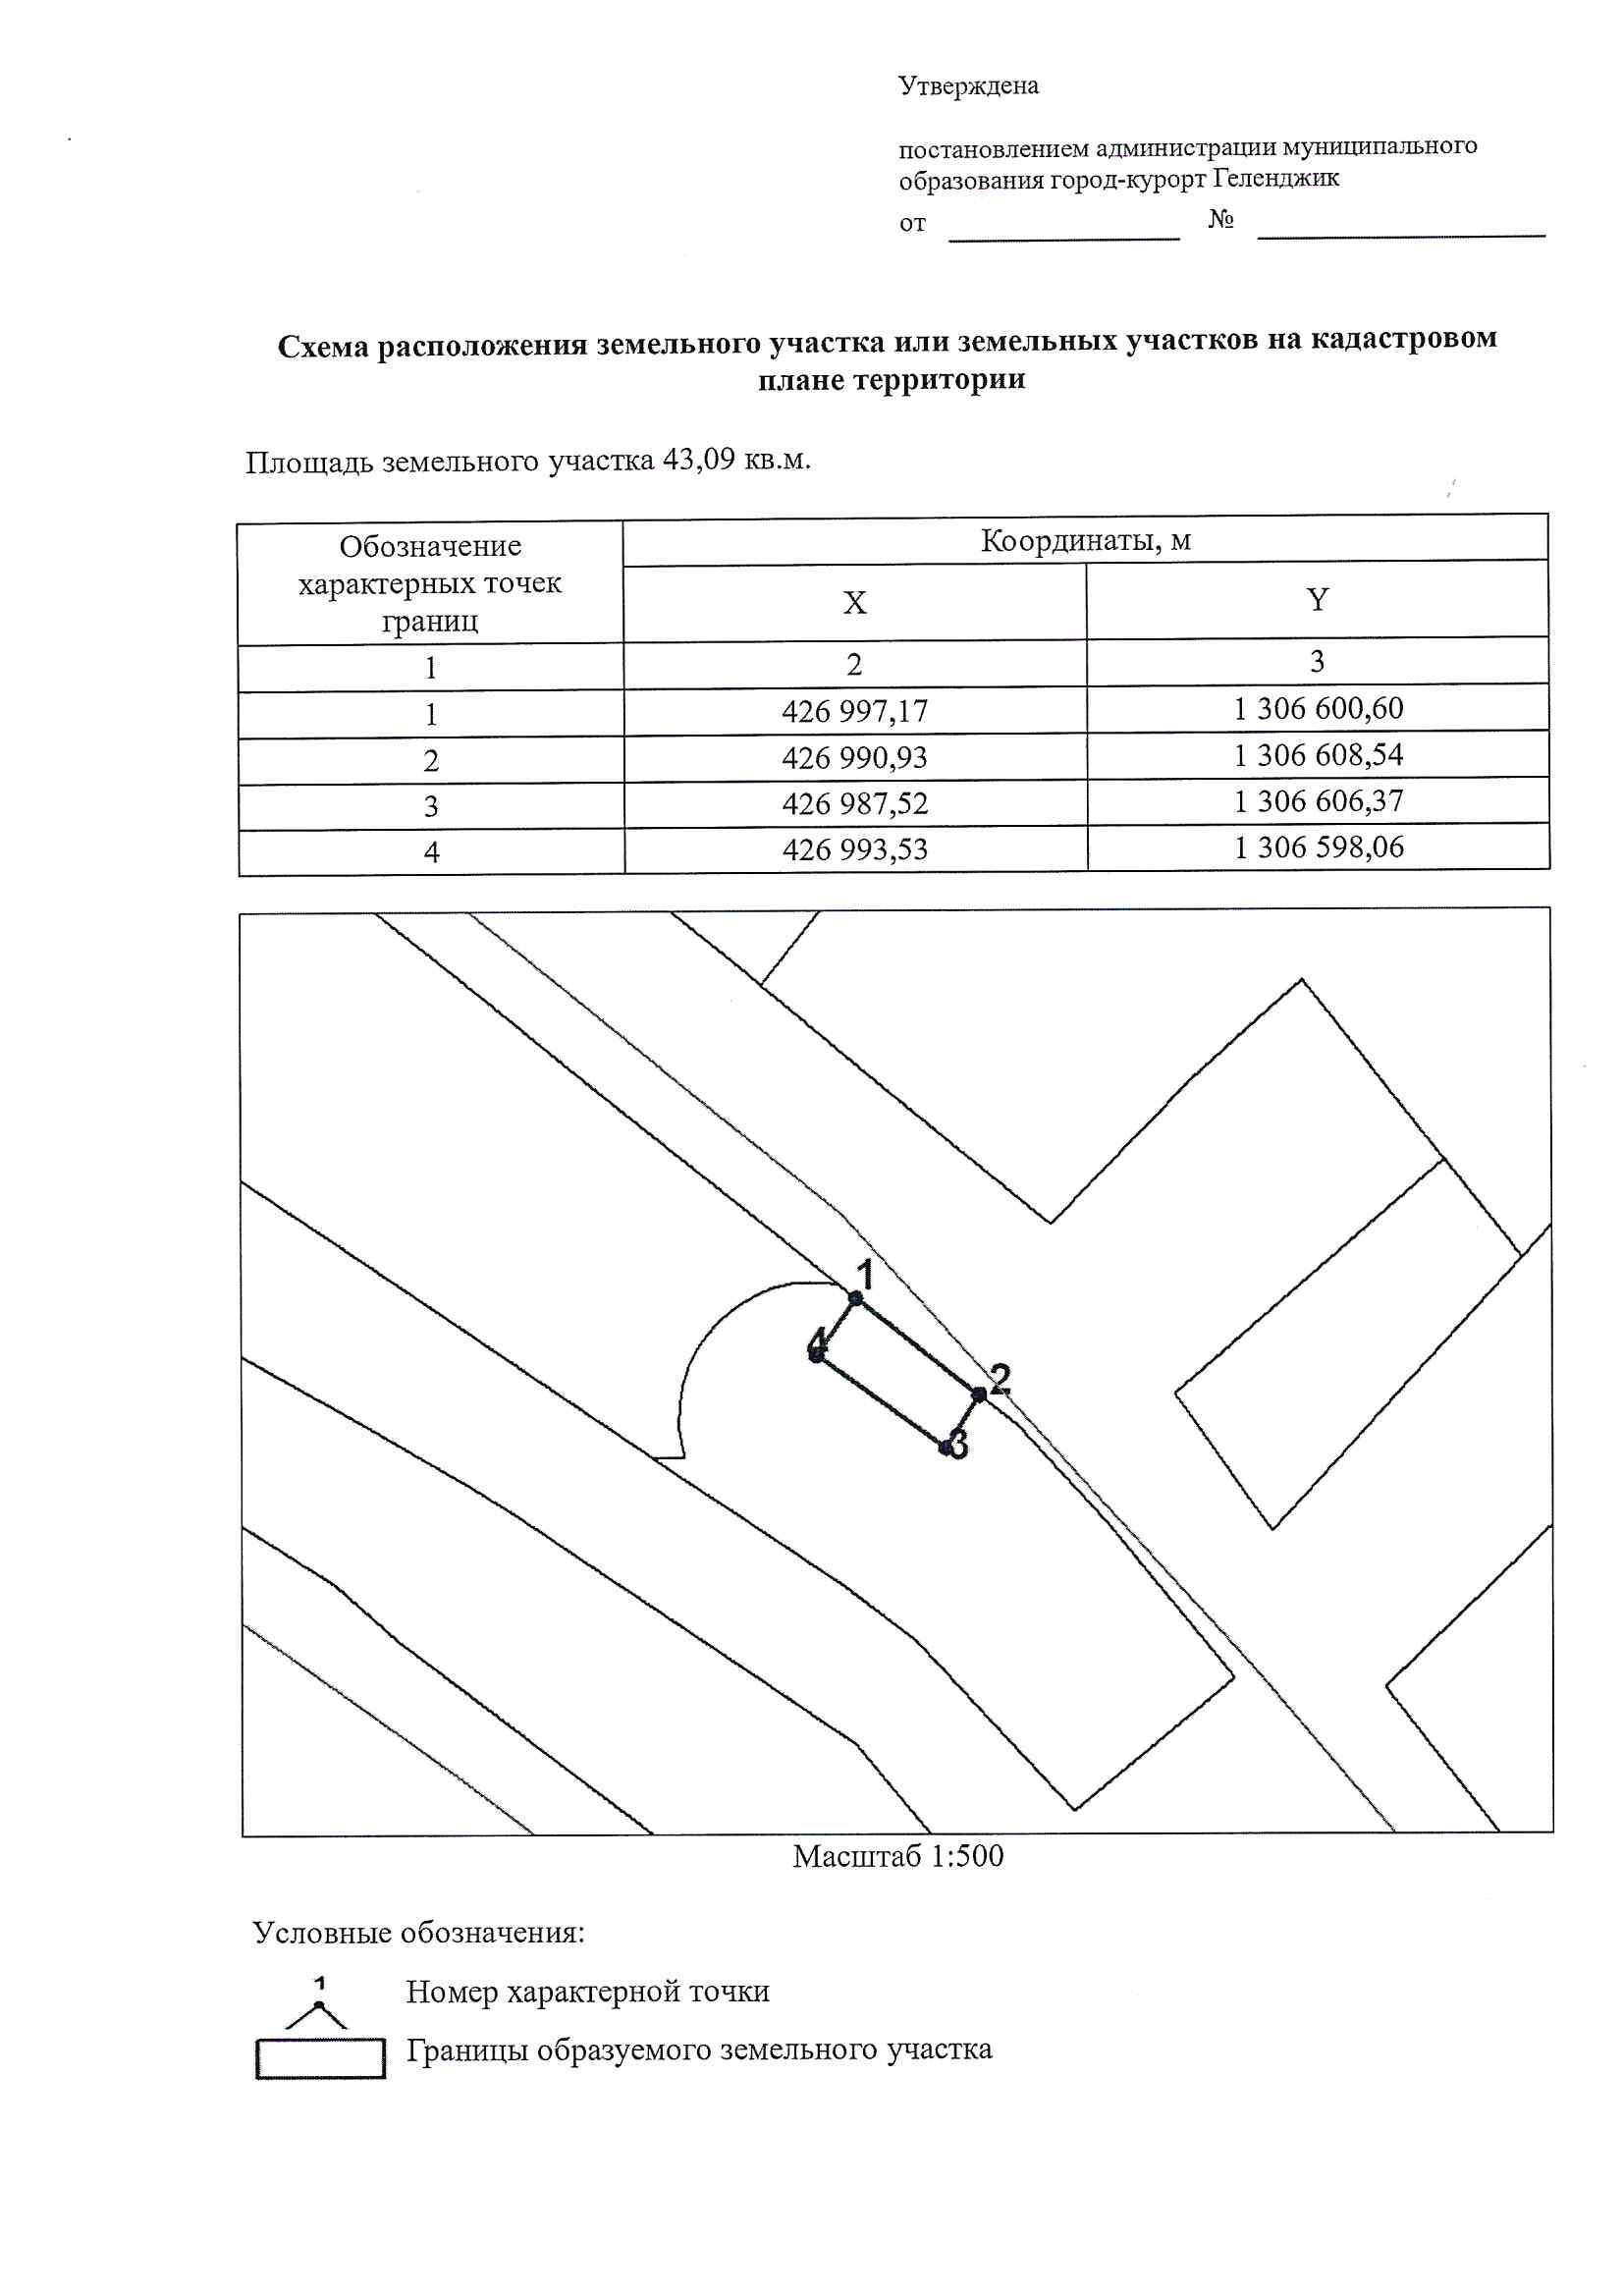 Утверждена
постановлением администрации муниципального
образования город-курорт Геленджик
от № 
Схема расположения земельного участка или земельных участков на кадастровом
плане территории
Площадь земельного участка 43,09 кв.м.
Обозначение
характерных точек
границ
Координаты, м
X Y
1 2 3
1 426 997,17 1 306 600,60
2 426 990,93 1 306 608,54
3 426 987,52 1 306 606,37
4 426 993,53 1 306 598,06
1
4
2
3
Масштаб 1:500
Условные обозначения:
1
Номер характерной точки
Границы образуемого земельного участка